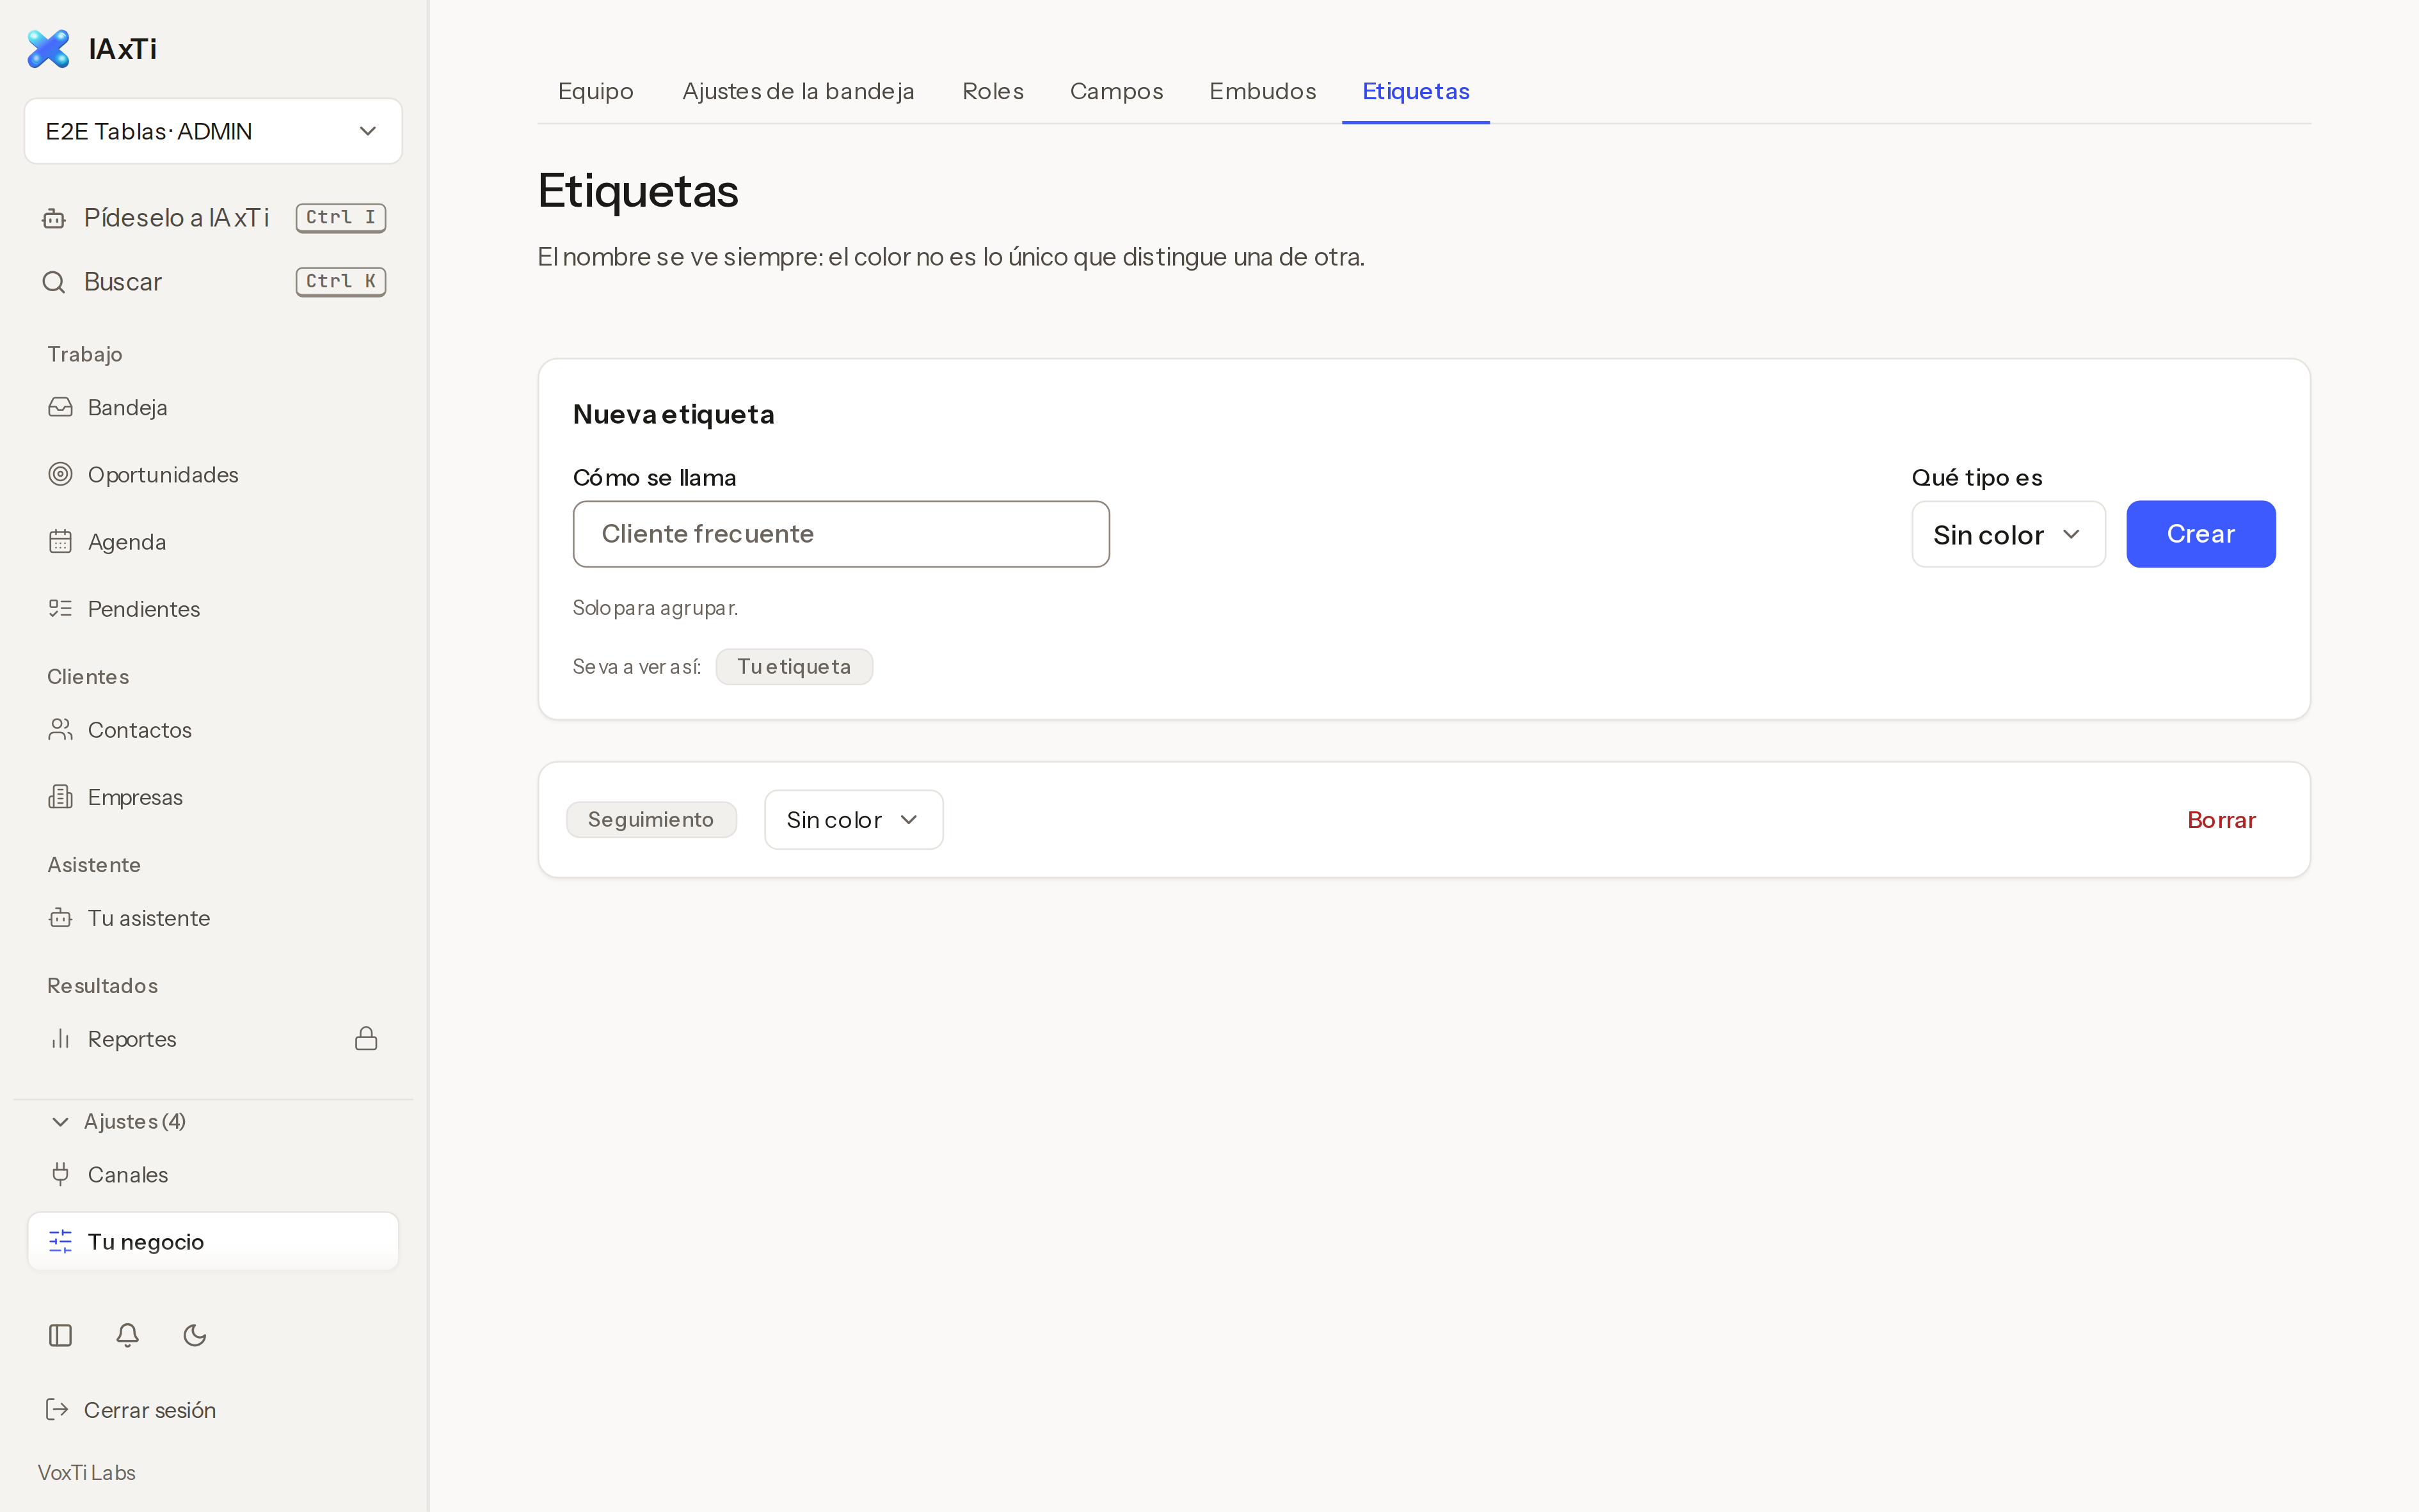 IAxTi
E2E Tablas · ADMIN
Pídeselo a IAxTi Ctrl I
Buscar Ctrl K
Trabajo
Bandeja
Oportunidades
Agenda
Pendientes
Clientes
Contactos
Empresas
Asistente
Tu asistente
Resultados
Reportes
Ajustes (4)
Canales
Tu negocio
Cerrar sesión
VoxTi Labs
Equipo Ajustes de la bandeja Roles Campos Embudos Etiquetas
Etiquetas
El nombre se ve siempre: el color no es lo único que distingue una de otra.
Nueva etiqueta
Cómo se llama Qué tipo es
Cliente frecuente Sin color Crear
Solo para agrupar.
Se va a ver así: Tu etiqueta
Seguimiento Sin color Borrar